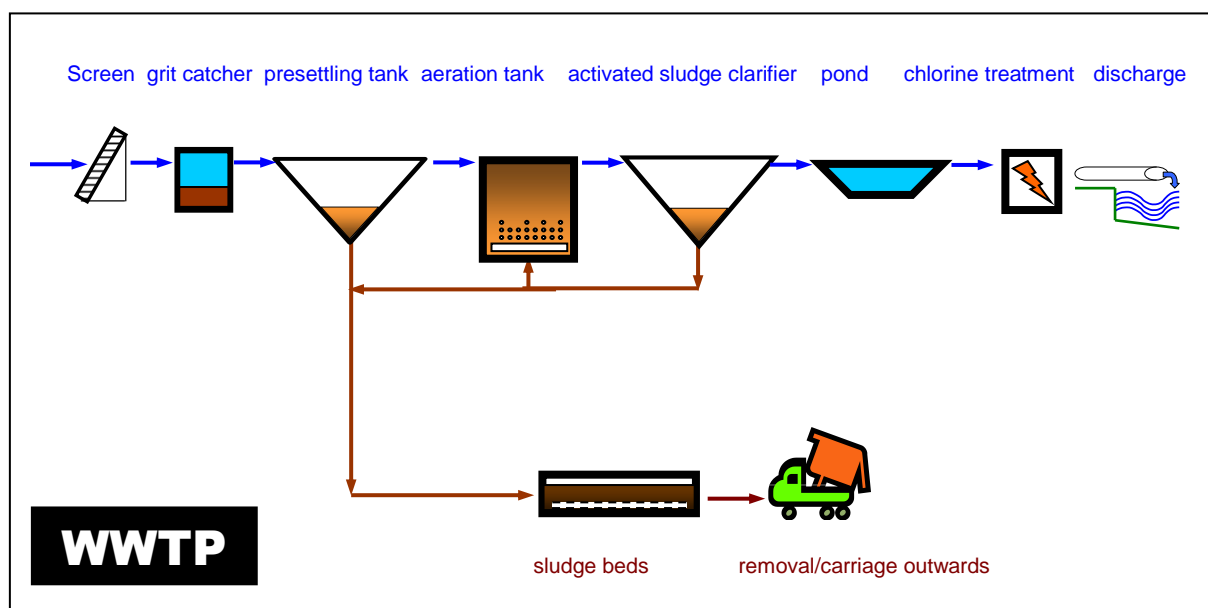 Screen grit catcher presettling tank aeration tank activated sludge clarifier pond chlorine treatment discharge
WWTP
sludge beds removal/carriage outwards